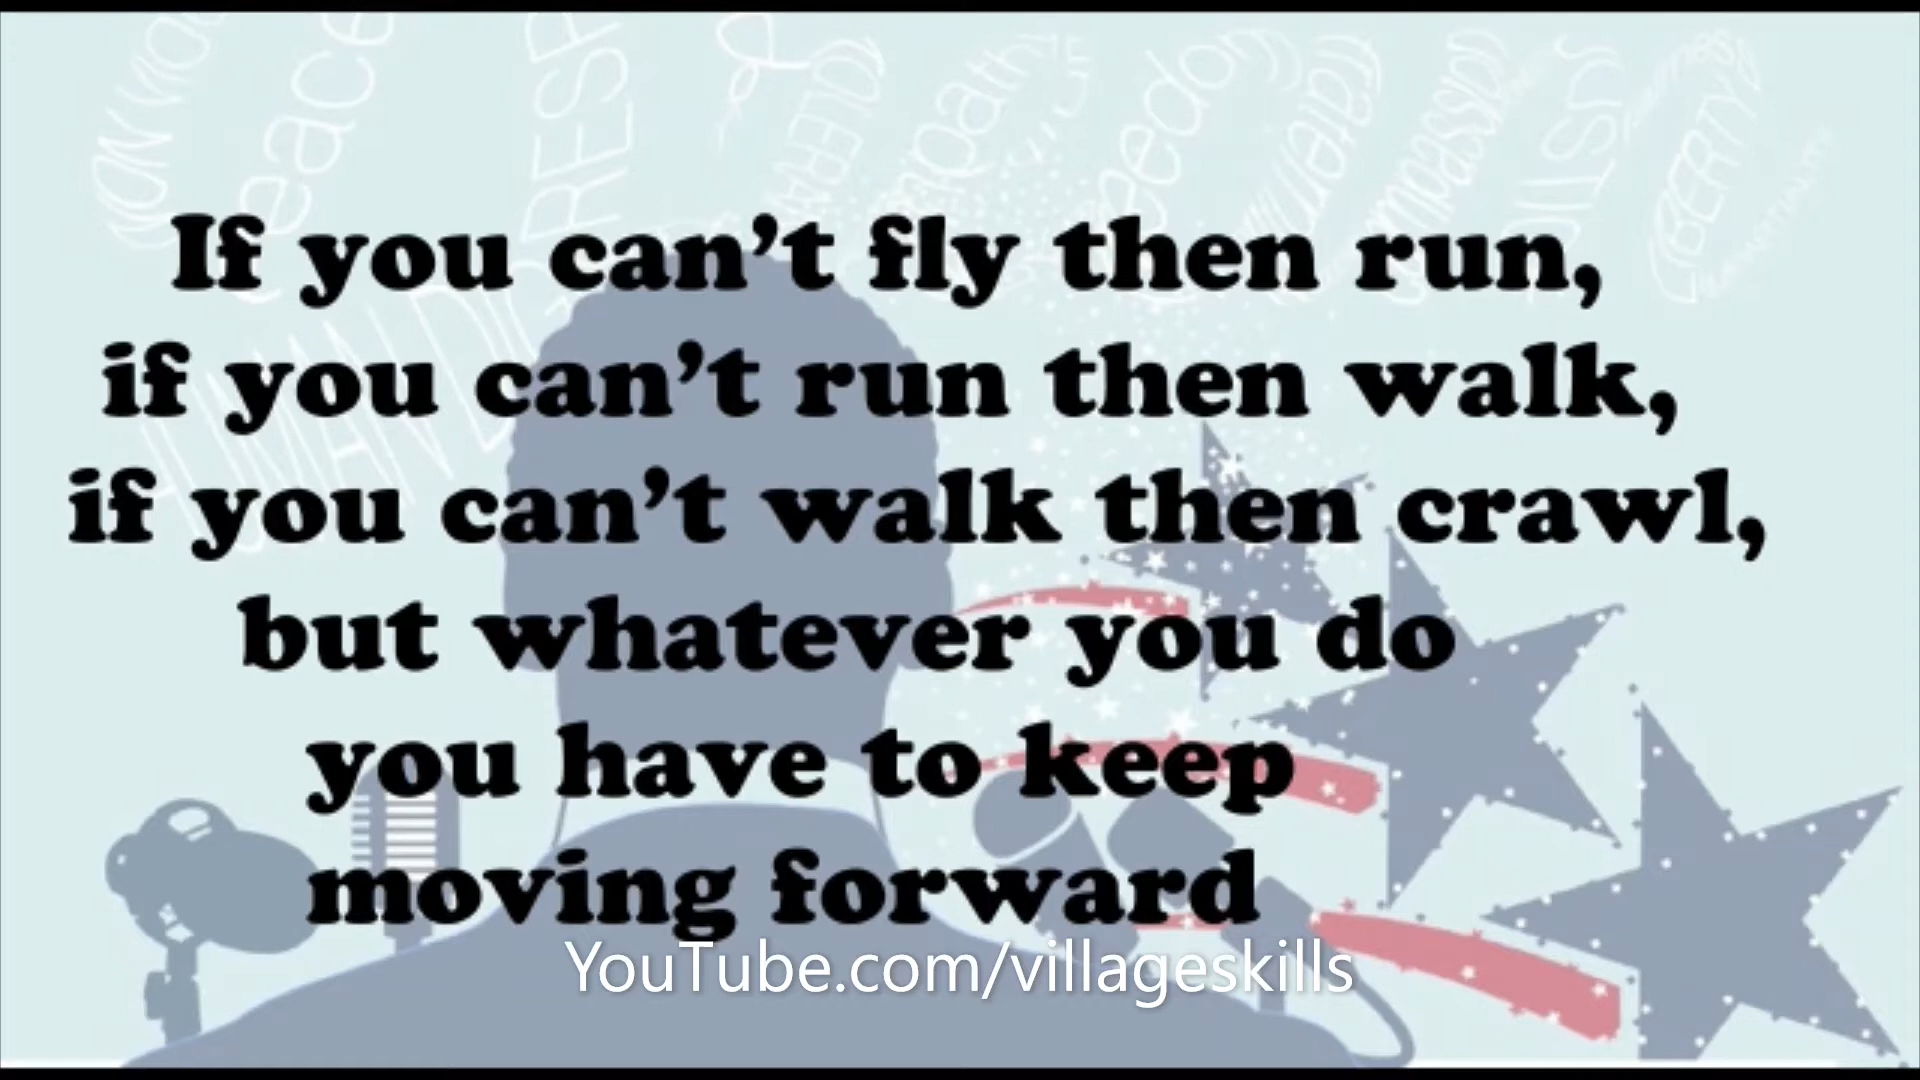 If you can't fly then run,
if you can't run then walk,
if you can't walk then crawl,
but whatever you do
you have to keep
moving forward
YouTube.com/villageskills